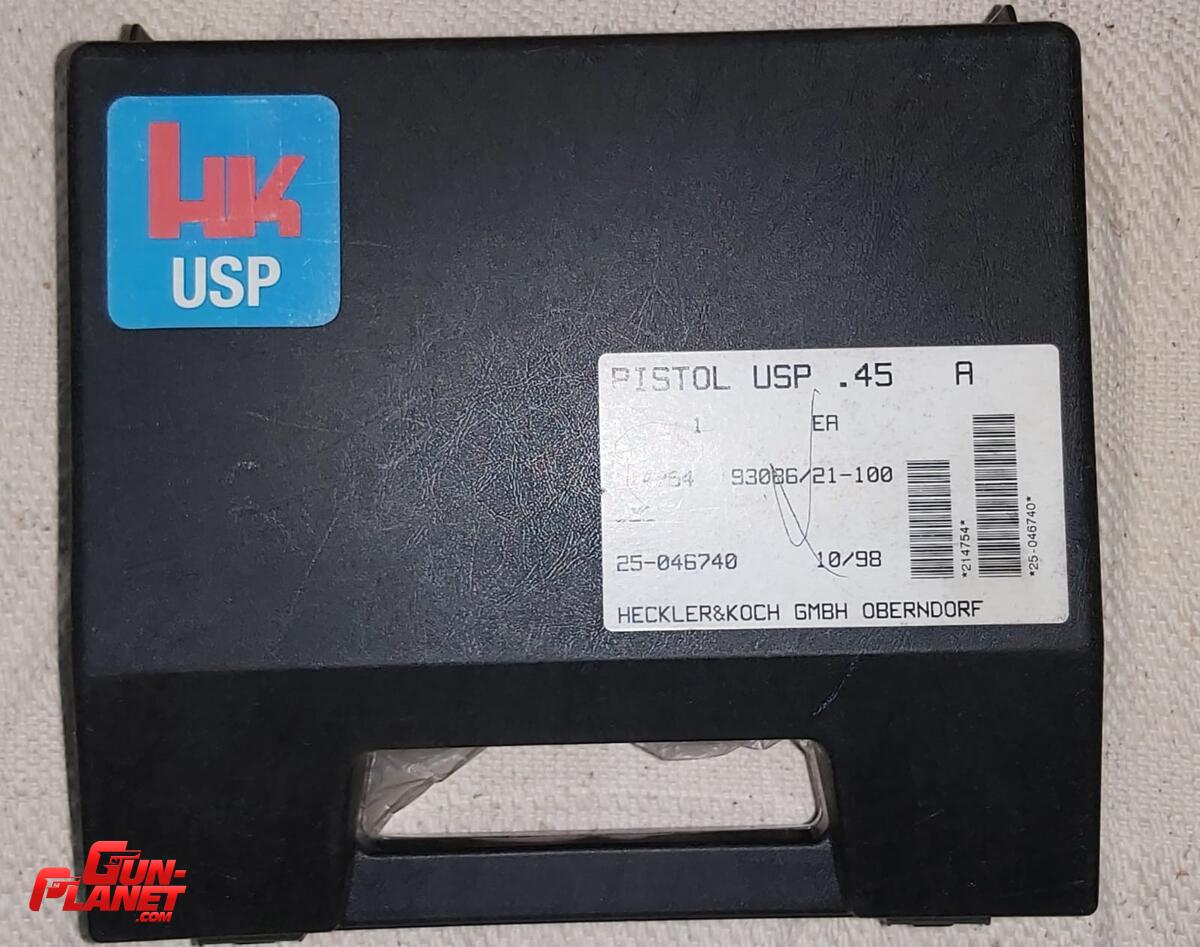 HK
USP
PISTOL USP .45 A
1 EA
93086/21-100
25-046740 10/98
HECKLER&KOCH GMBH OBERNDORF
*214754*
*25-046740*
GUN-
PLANET
.COM